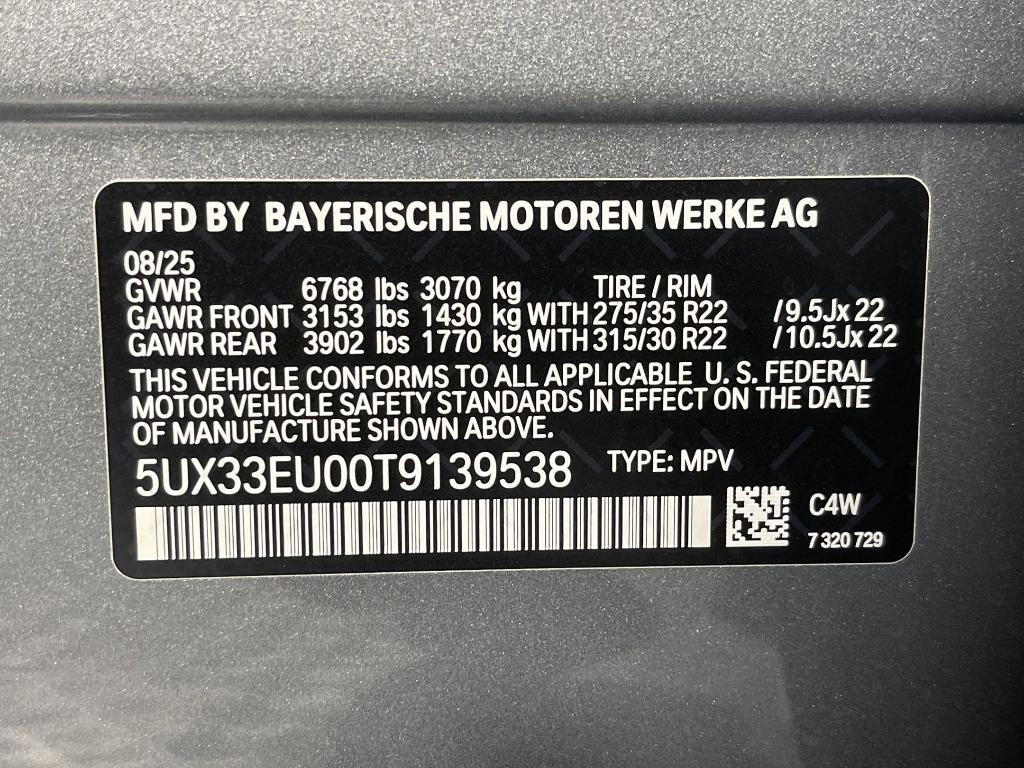 MFD BY BAYERISCHE MOTOREN WERKE AG
08/25
GVWR 6768 lbs 3070 kg TIRE / RIM
GAWR FRONT 3153 lbs 1430 kg WITH 275/35 R22 /9.5Jx22
GAWR REAR 3902 lbs 1770 kg WITH 315/30 R22 /10.5Jx22
THIS VEHICLE CONFORMS TO ALL APPLICABLE U. S. FEDERAL
MOTOR VEHICLE SAFETY STANDARDS IN EFFECT ON THE DATE
OF MANUFACTURE SHOWN ABOVE.
5UX33EU00T9139538 TYPE: MPV
C4W
7 320 729